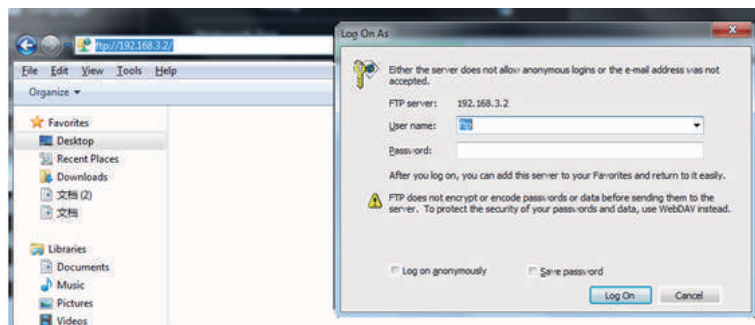 ftp://192.168.3.2/
File Edit View Tools Help
Organize
Favorites
Desktop
Recent Places
Downloads
文档 (2)
文档
Libraries
Documents
Music
Pictures
Videos
Log On As
Either the server does not allow anonymous logins or the e-mail address was not
accepted.
FTP server: 192.168.3.2
User name: ftp
Password:
After you log on, you can add this server to your Favorites and return to it easily.
FTP does not encrypt or encode passwords or data before sending them to the
server. To protect the security of your passwords and data, use WebDAV instead.
Log on anonymously Save password
Log On Cancel